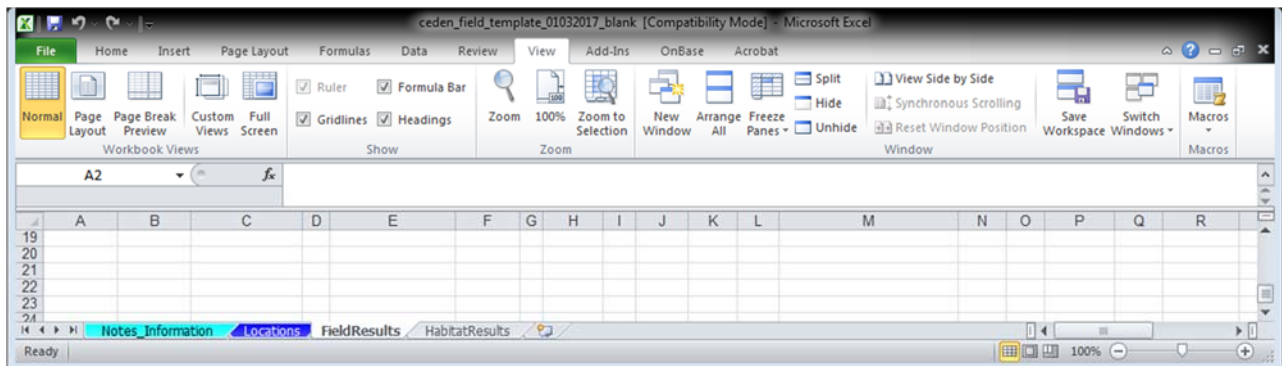 ceden_field_template_01032017_blank [Compatibility Mode] - Microsoft Excel
File Home Insert Page Layout Formulas Data Review View Add-Ins OnBase Acrobat
Normal Page Layout Page Break Preview Custom Views Full Screen
Workbook Views
Ruler Formula Bar
Gridlines Headings
Show
Zoom 100% Zoom to Selection
Zoom
New Window Arrange All Freeze Panes
Split
Hide
Unhide
View Side by Side
Synchronous Scrolling
Reset Window Position
Save Workspace Switch Windows
Window
Macros
Macros
A2 fx
A B C D E F G H I J K L M N O P Q R
19
20
21
22
23
24
Notes_Information Locations FieldResults HabitatResults
Ready 100%